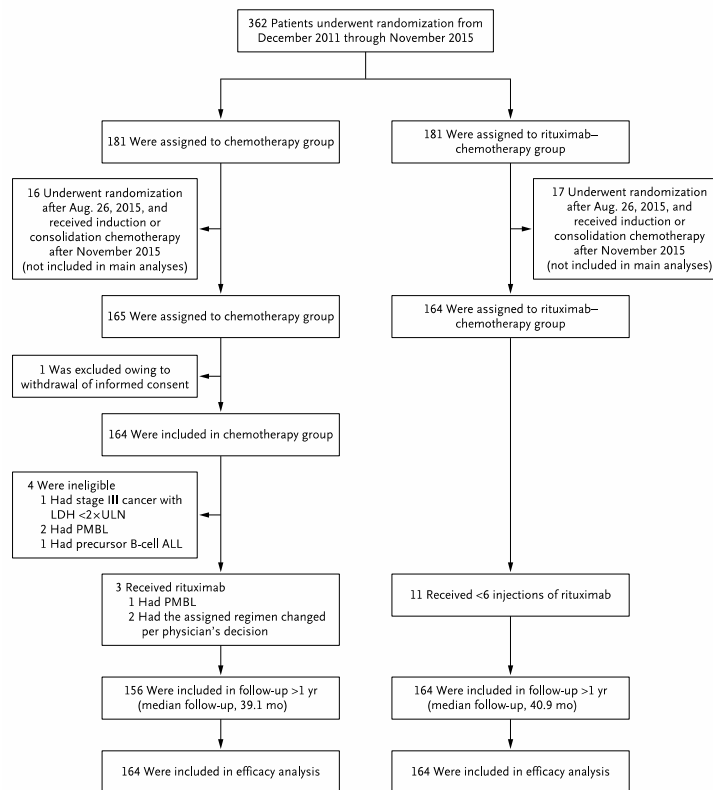 362 Patients underwent randomization from
December 2011 through November 2015
181 Were assigned to chemotherapy group
181 Were assigned to rituximab–
chemotherapy group
16 Underwent randomization
after Aug. 26, 2015, and
received induction or
consolidation chemotherapy
after November 2015
(not included in main analyses)
17 Underwent randomization
after Aug. 26, 2015, and
received induction or
consolidation chemotherapy
after November 2015
(not included in main analyses)
165 Were assigned to chemotherapy group
164 Were assigned to rituximab–
chemotherapy group
1 Was excluded owing to
withdrawal of informed consent
164 Were included in chemotherapy group
4 Were ineligible
1 Had stage III cancer with
LDH <2×ULN
2 Had PMBL
1 Had precursor B-cell ALL
3 Received rituximab
1 Had PMBL
2 Had the assigned regimen changed
per physician's decision
11 Received <6 injections of rituximab
156 Were included in follow-up >1 yr
(median follow-up, 39.1 mo)
164 Were included in follow-up >1 yr
(median follow-up, 40.9 mo)
164 Were included in efficacy analysis
164 Were included in efficacy analysis